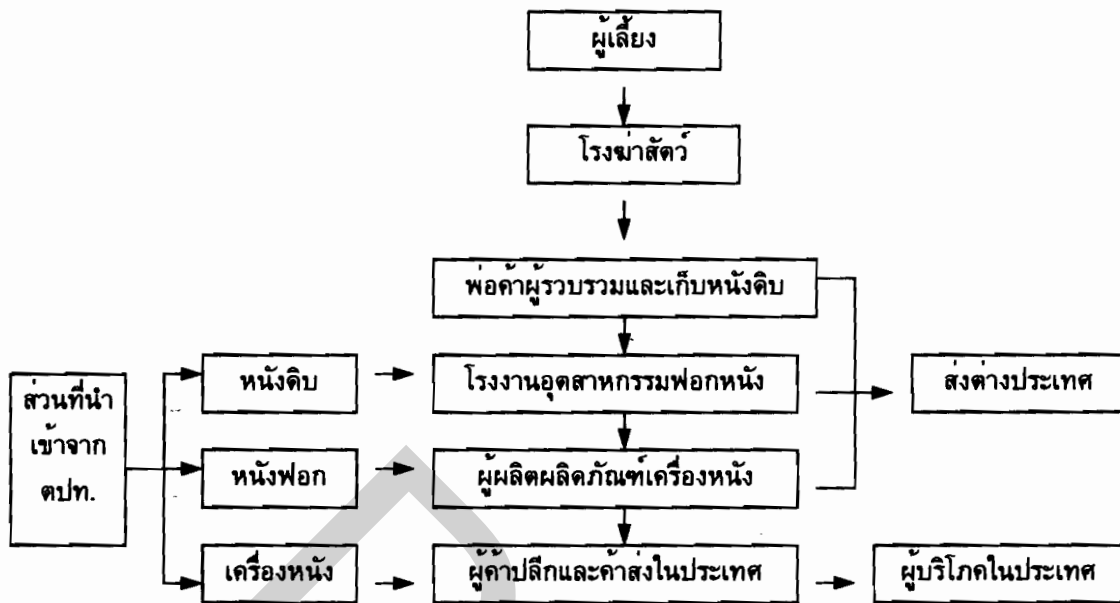 ผู้เลี้ยง
โรงฆ่าสัตว์
พ่อค้าผู้รวบรวมและเก็บหนังดิบ
ส่วนที่นำ
เข้าจาก
ตปท.
หนังดิบ
โรงงานอุตสาหกรรมฟอกหนัง
ส่งต่างประเทศ
หนังฟอก
ผู้ผลิตผลิตภัณฑ์เครื่องหนัง
เครื่องหนัง
ผู้ค้าปลีกและค้าส่งในประเทศ
ผู้บริโภคในประเทศ